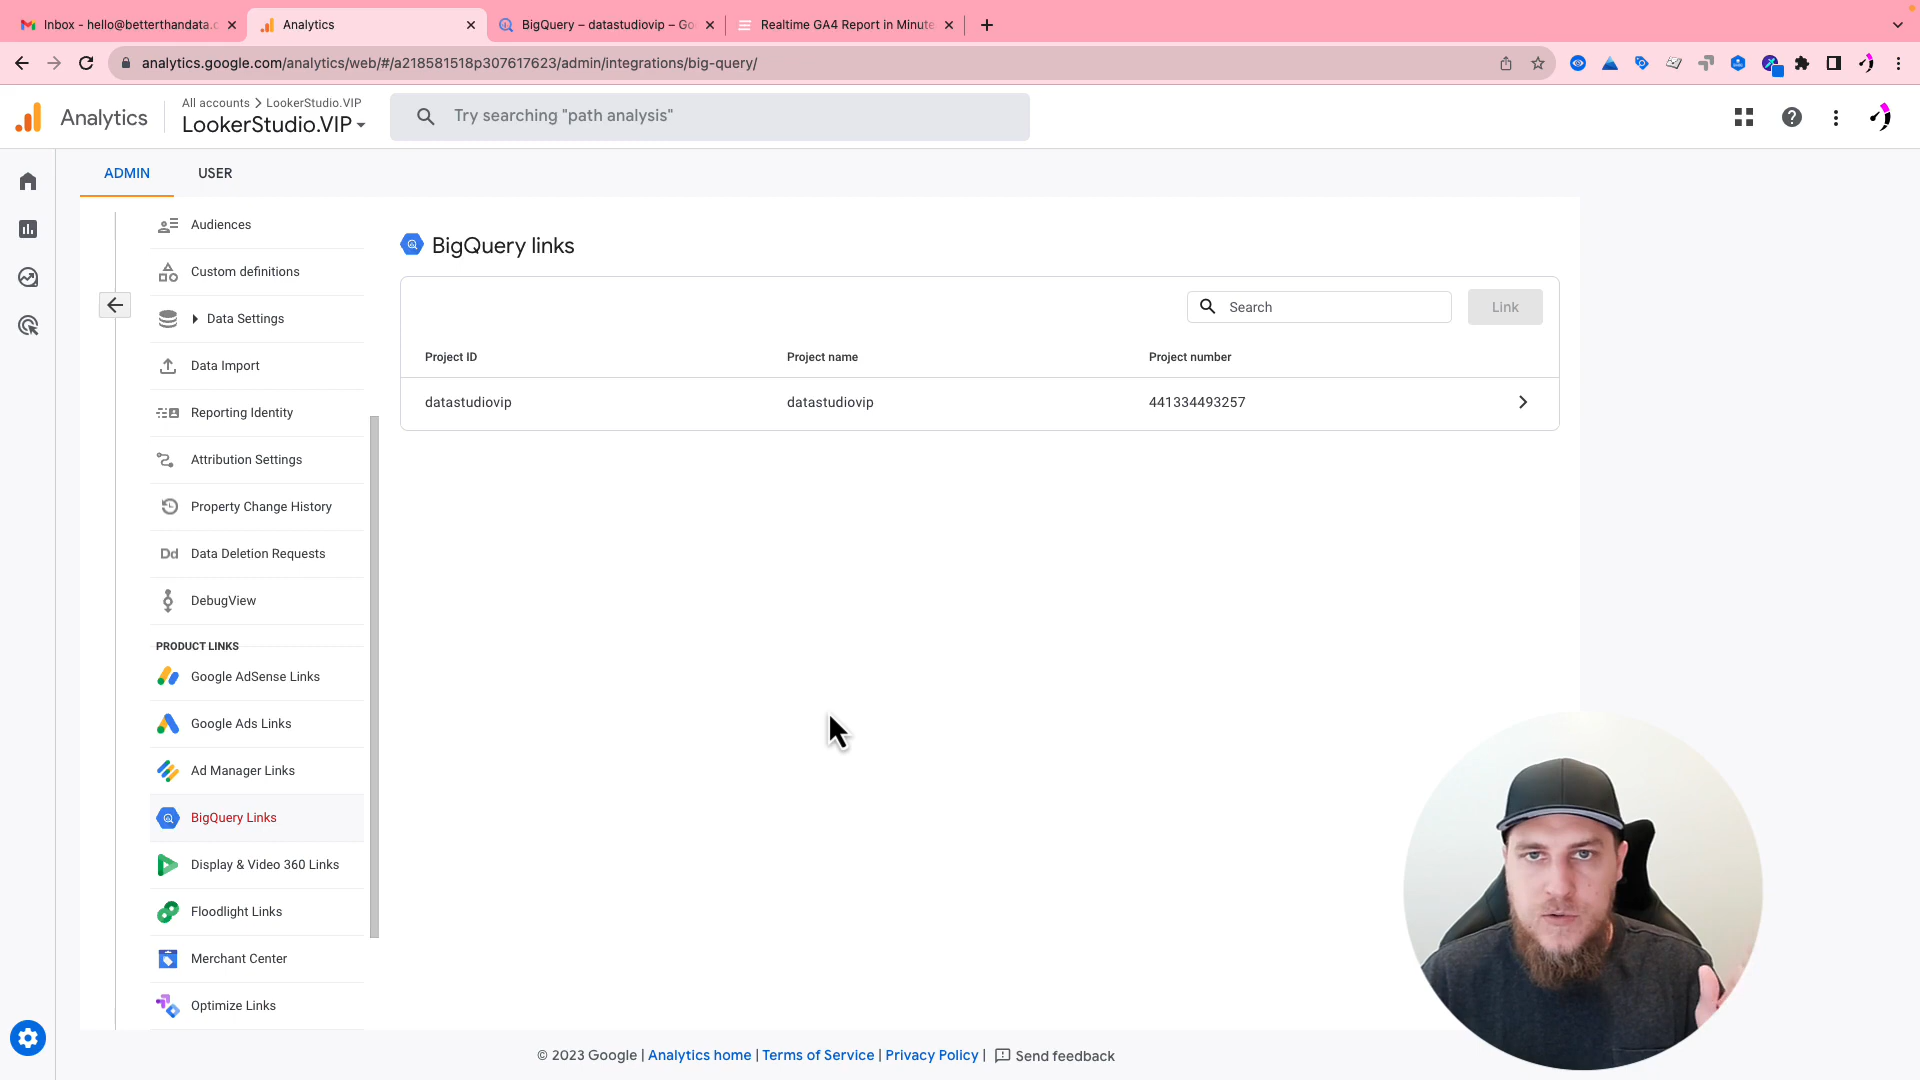 Inbox - hello@betterthandata.c
Analytics
BigQuery – datastudiovip – Go
Realtime GA4 Report in Minute
analytics.google.com/analytics/web/#/a218581518p307617623/admin/integrations/big-query/
Analytics
All accounts > LookerStudio.VIP
LookerStudio.VIP
Try searching "path analysis"
ADMIN
USER
Audiences
Custom definitions
Data Settings
Data Import
Reporting Identity
Attribution Settings
Property Change History
Dd Data Deletion Requests
DebugView
PRODUCT LINKS
Google AdSense Links
Google Ads Links
Ad Manager Links
BigQuery Links
Display & Video 360 Links
Floodlight Links
Merchant Center
Optimize Links
BigQuery links
Search
Link
Project ID
Project name
Project number
datastudiovip
datastudiovip
441334493257
© 2023 Google | Analytics home | Terms of Service | Privacy Policy | Send feedback